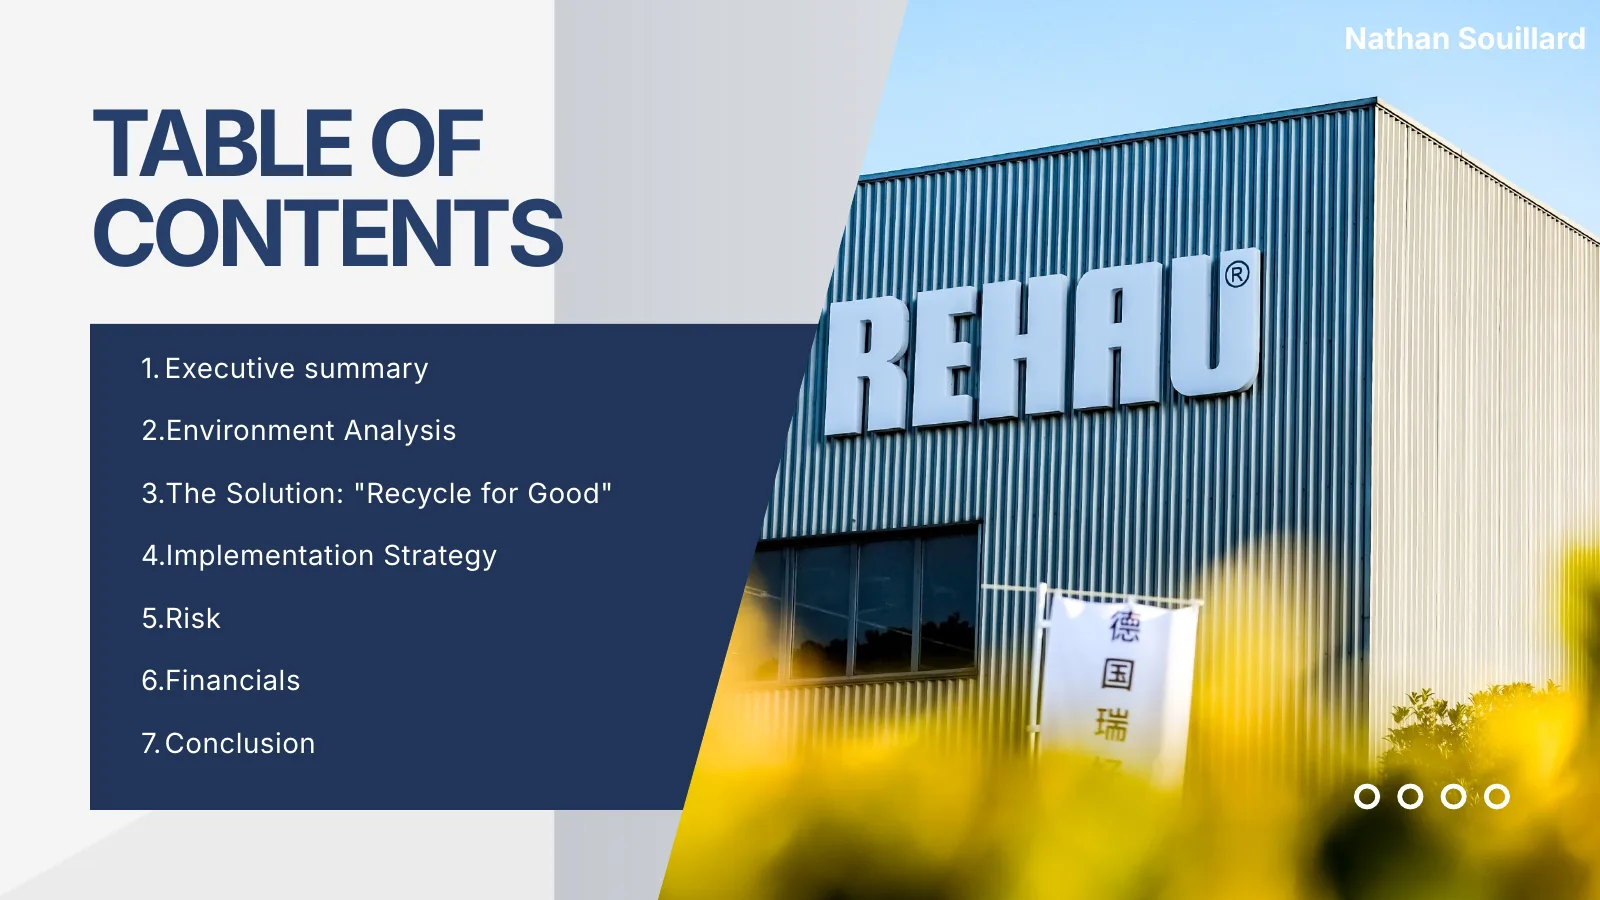 Nathan Souillard
TABLE OF
CONTENTS
1. Executive summary
2.Environment Analysis
3.The Solution: "Recycle for Good"
4.Implementation Strategy
5.Risk
6.Financials
7. Conclusion
REHAU®
德
国
瑞